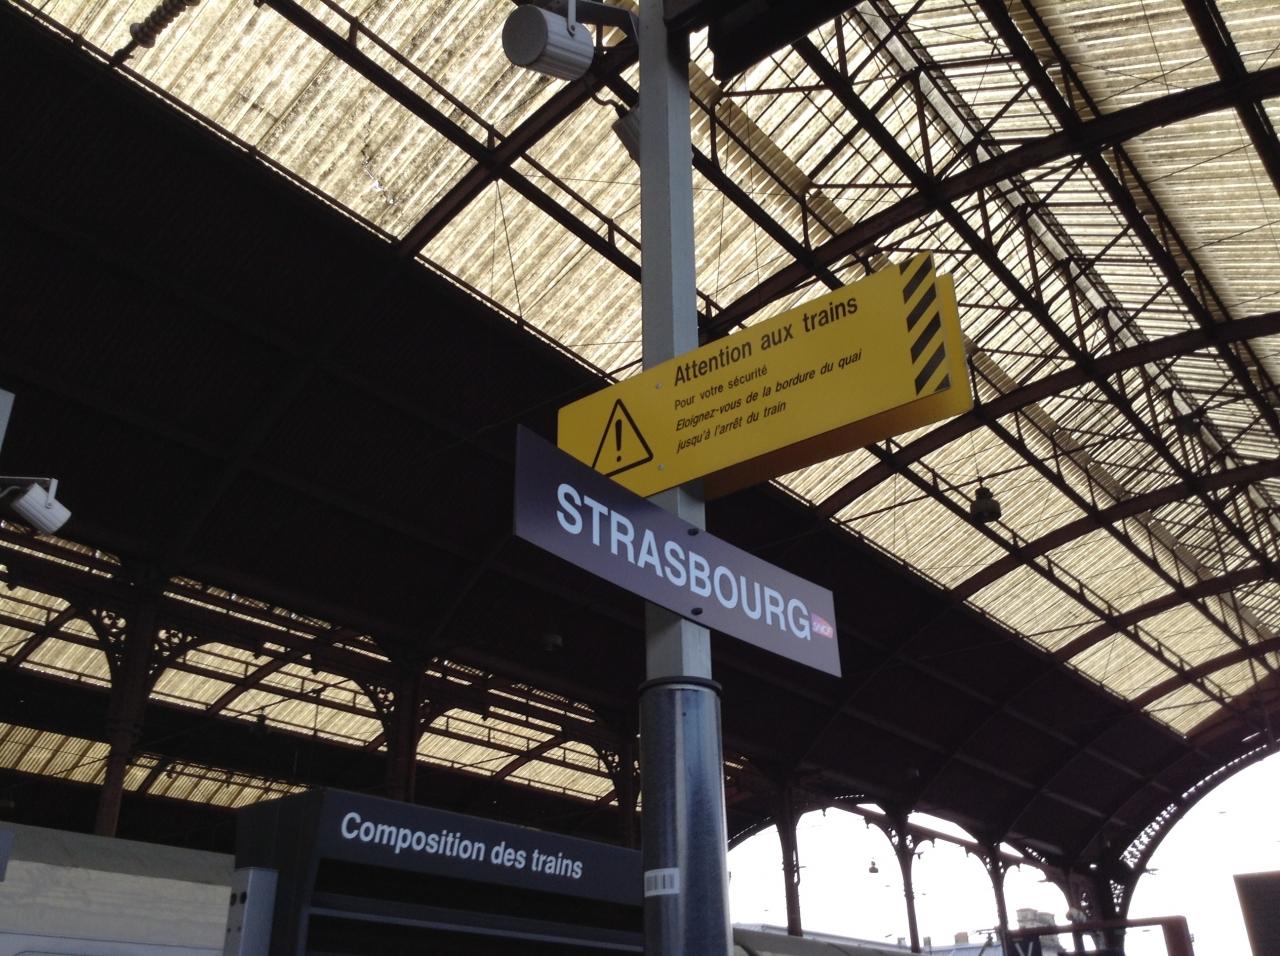 Attention aux trains
Pour votre sécurité
Eloignez-vous de la bordure du quai
jusqu'à l'arrêt du train
STRASBOURG
SNCF
Composition des trains
Y